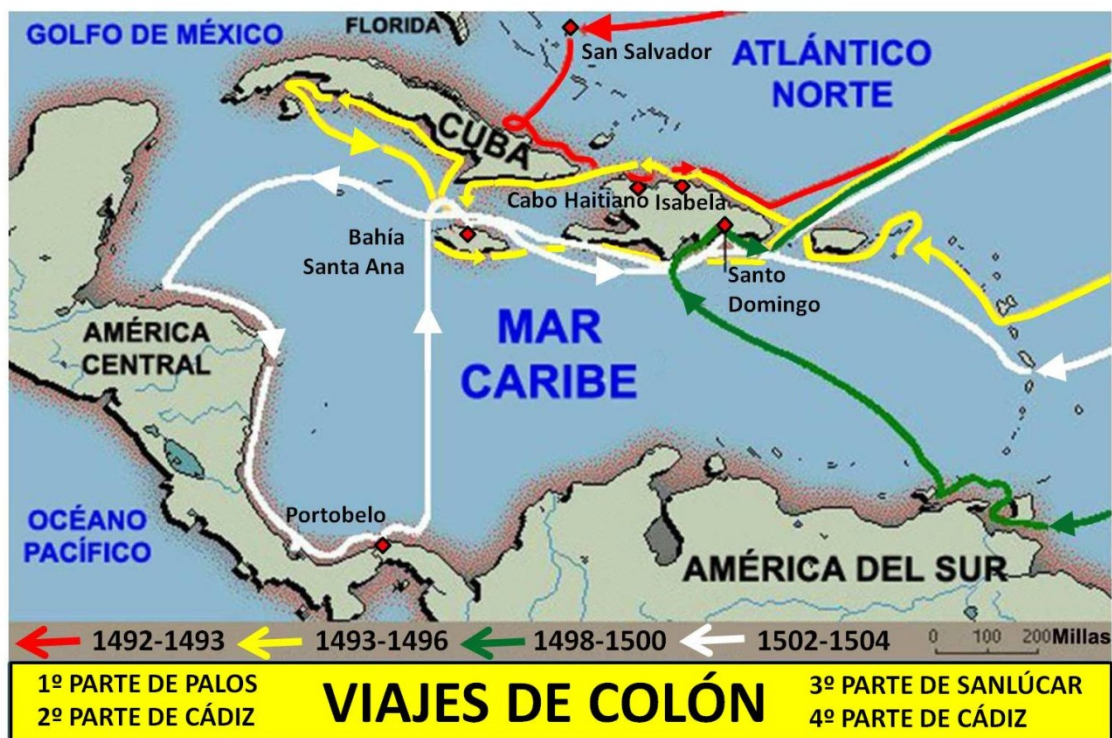 GOLFO DE MÉXICO
FLORIDA
San Salvador
ATLÁNTICO
NORTE
CUBA
Cabo Haitiano
Isabela
Bahía
Santa Ana
Santo
Domingo
MAR
CARIBE
AMÉRICA
CENTRAL
Portobelo
OCÉANO
PACÍFICO
AMÉRICA DEL SUR
1492-1493
1493-1496
1498-1500
1502-1504
0 100 200 Millas
1º PARTE DE PALOS
2º PARTE DE CÁDIZ
VIAJES DE COLÓN
3º PARTE DE SANLÚCAR
4º PARTE DE CÁDIZ